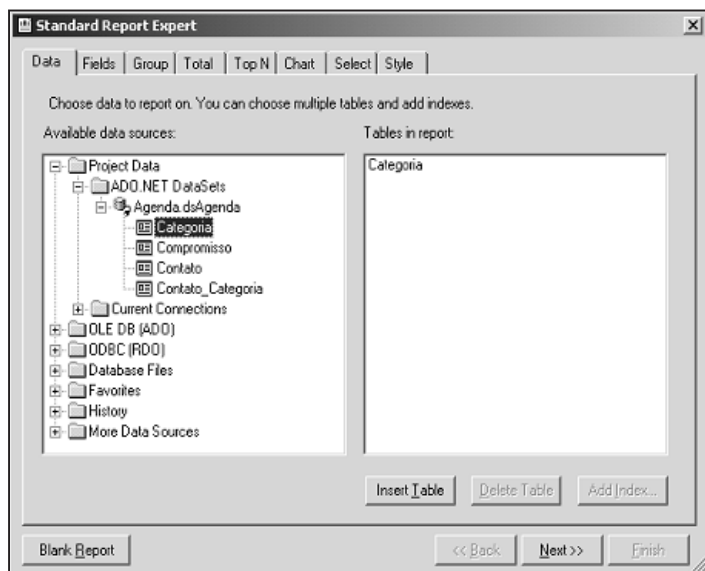 Standard Report Expert
Data Fields Group Total Top N Chart Select Style
Choose data to report on. You can choose multiple tables and add indexes.
Available data sources: Tables in report:
Project Data
ADO.NET DataSets
Agenda.dsAgenda
Categoria
Compromisso
Contato
Contato_Categoria
Current Connections
OLE DB (ADO)
ODBC (RDO)
Database Files
Favorites
History
More Data Sources
Categoria
Insert Table Delete Table Add Index...
Blank Report << Back Next >> Finish